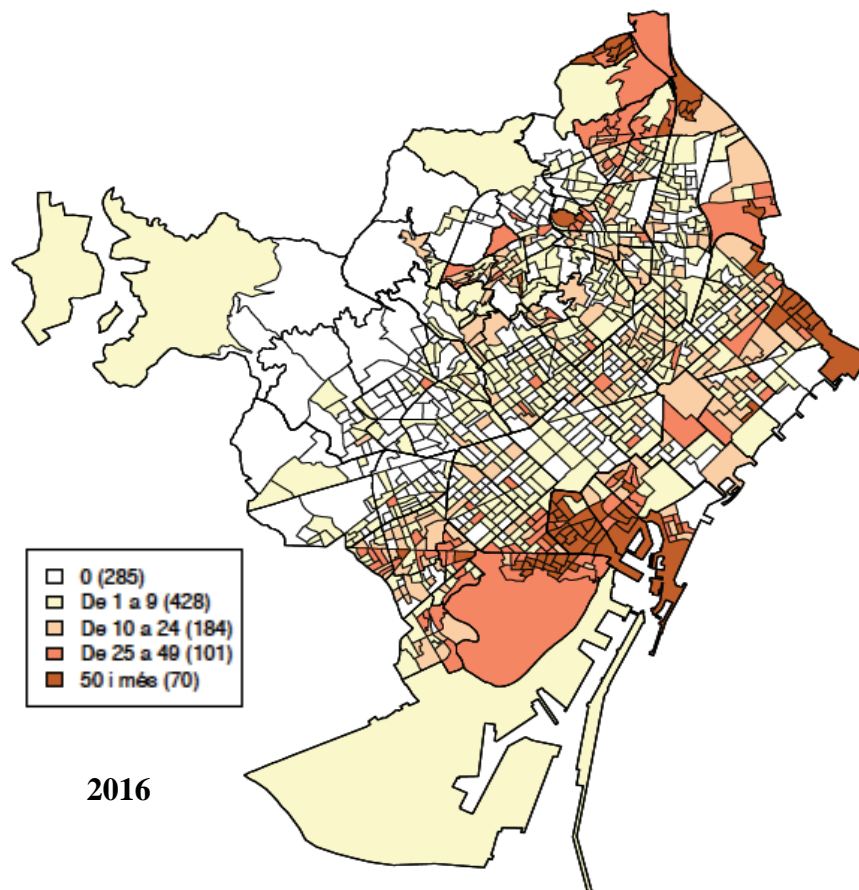 0 (285)
De 1 a 9 (428)
De 10 a 24 (184)
De 25 a 49 (101)
50 i més (70)
2016